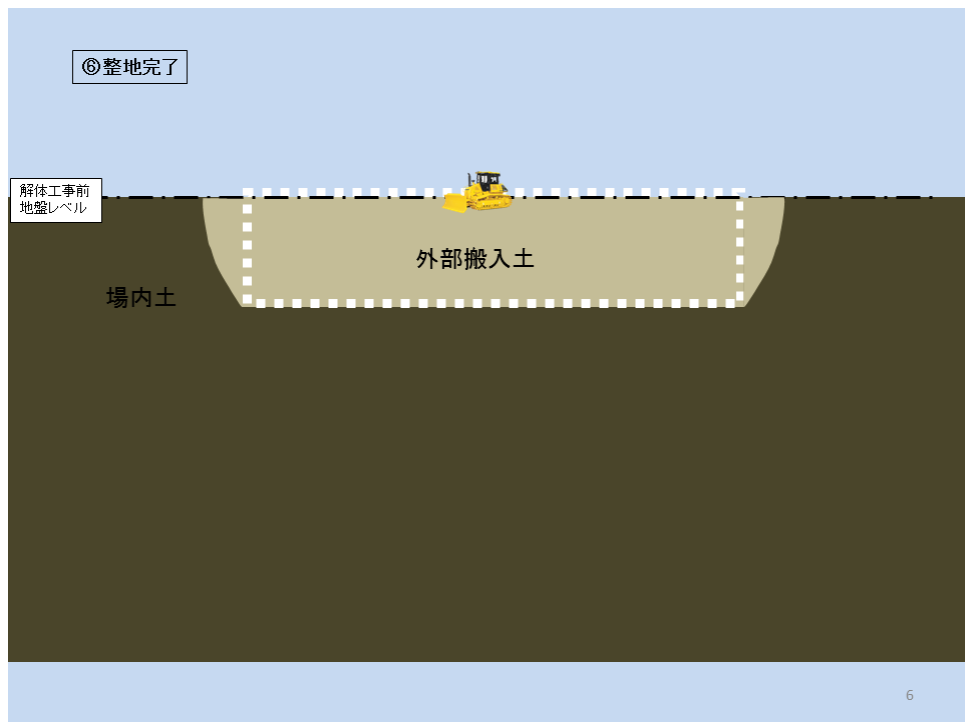 ⑥整地完了
解体工事前
地盤レベル
外部搬入土
場内土
6